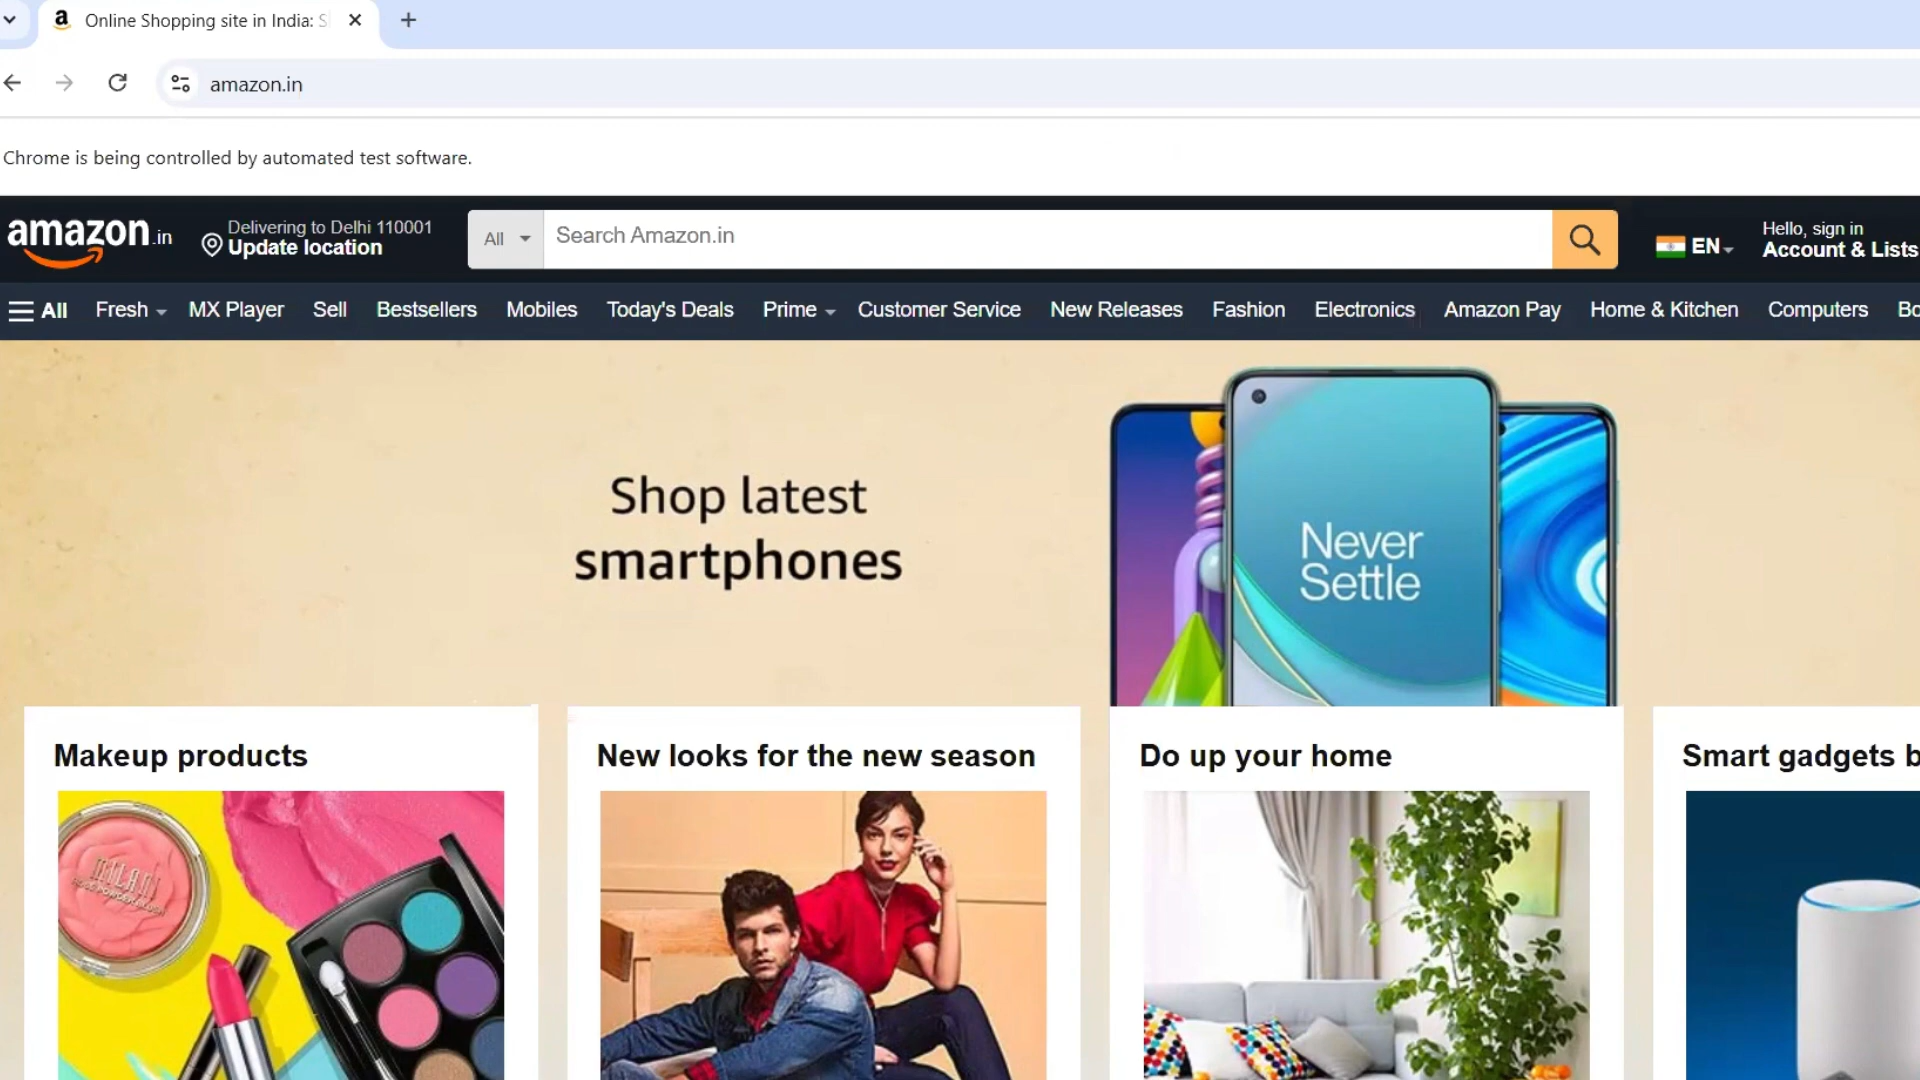 Online Shopping site in India: S
amazon.in
Chrome is being controlled by automated test software.
amazon.in
Delivering to Delhi 110001
Update location
All
Search Amazon.in
EN
Hello, sign in
Account & Lists
All Fresh MX Player Sell Bestsellers Mobiles Today's Deals Prime Customer Service New Releases Fashion Electronics Amazon Pay Home & Kitchen Computers Bo
Shop latest
smartphones
Never
Settle
Makeup products
New looks for the new season
Do up your home
Smart gadgets b
MILANI